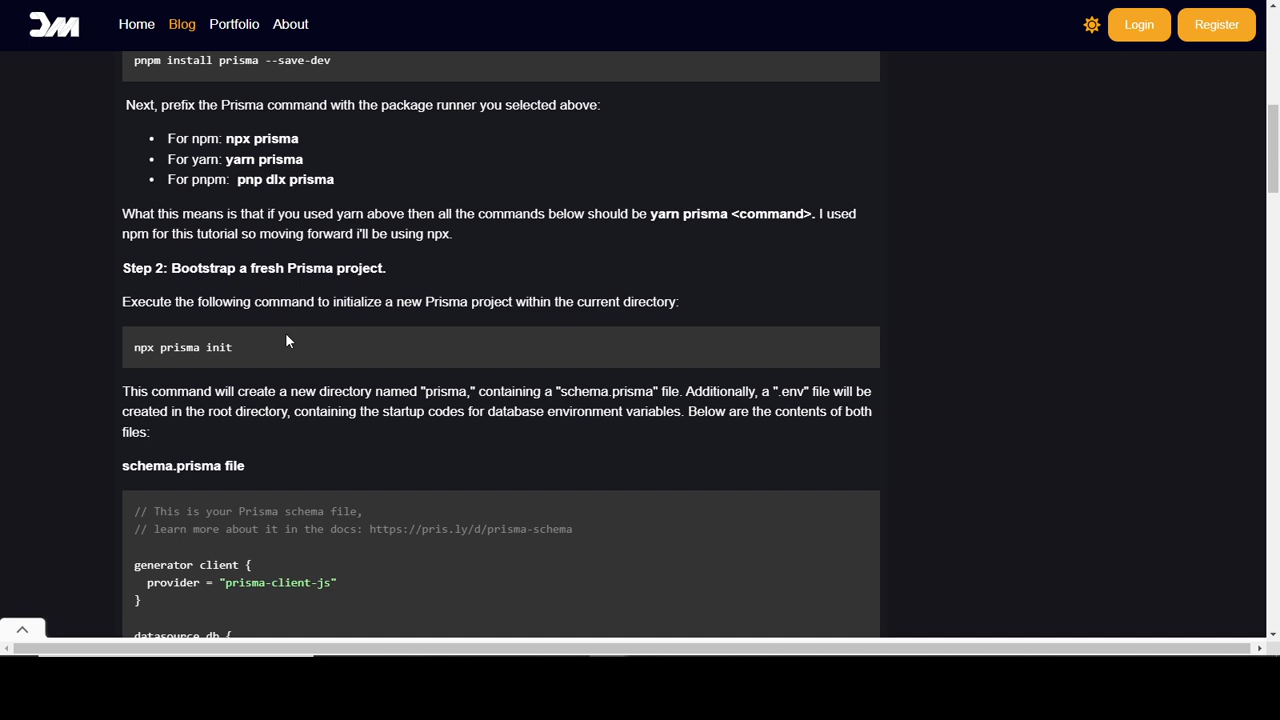 DM
Home Blog Portfolio About
Login Register
pnpm install prisma --save-dev
Next, prefix the Prisma command with the package runner you selected above:
• For npm: npx prisma
• For yarn: yarn prisma
• For pnpm: pnp dlx prisma
What this means is that if you used yarn above then all the commands below should be yarn prisma <command>. I used
npm for this tutorial so moving forward i'll be using npx.
Step 2: Bootstrap a fresh Prisma project.
Execute the following command to initialize a new Prisma project within the current directory:
npx prisma init
This command will create a new directory named "prisma," containing a "schema.prisma" file. Additionally, a ".env" file will be
created in the root directory, containing the startup codes for database environment variables. Below are the contents of both
files:
schema.prisma file
// This is your Prisma schema file,
// learn more about it in the docs: https://pris.ly/d/prisma-schema
generator client {
provider = "prisma-client-js"
}
datasource db {